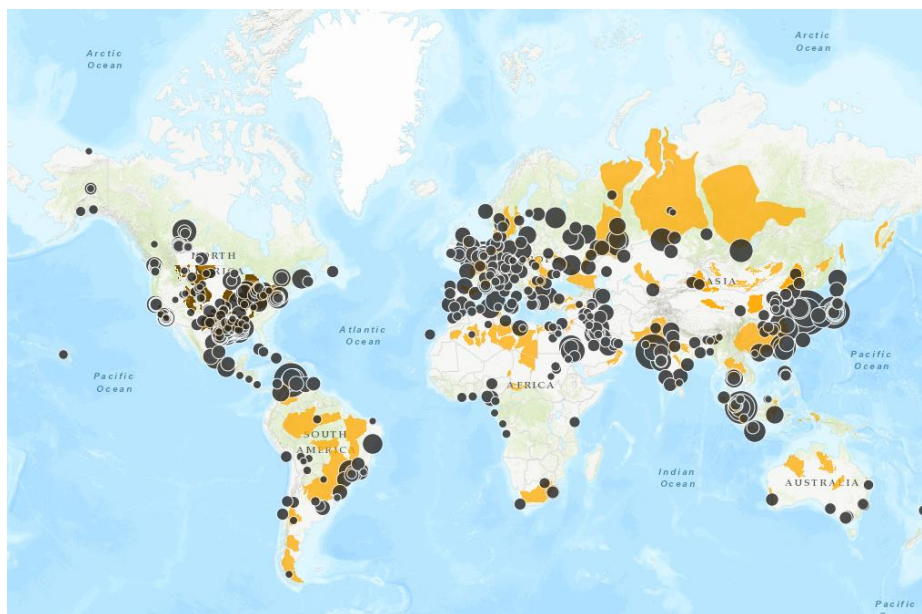 Arctic
Ocean
Arctic
Ocean
NORTH
AMERICA
ASIA
Atlantic
Ocean
Pacific
Ocean
Pacific
Ocean
AFRICA
SOUTH
AMERICA
Indian
Ocean
AUSTRALIA
Pacific